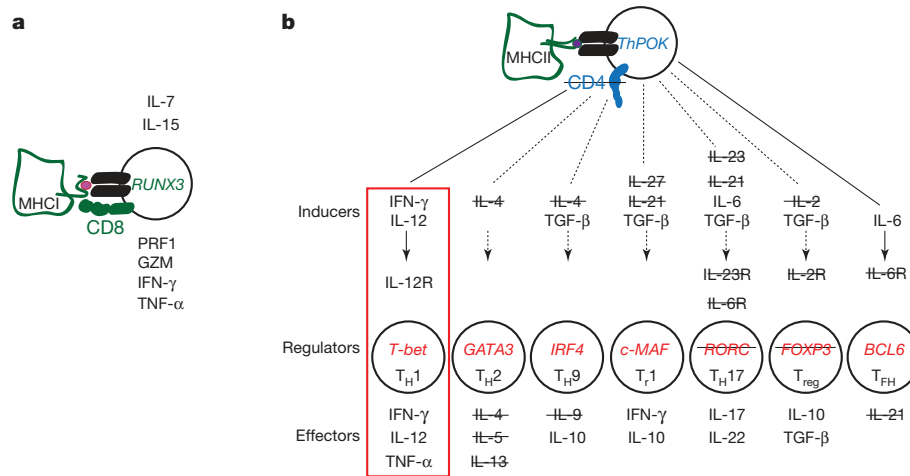 a
IL-7
IL-15
MHCI
RUNX3
CD8
PRF1
GZM
IFN-γ
TNF-α
b
MHCII
ThPOK
CD4
Inducers
IFN-γ
IL-12
IL-12R
IL-4
IL-4
TGF-β
IL-27
IL-21
TGF-β
IL-23
IL-21
IL-6
TGF-β
IL-23R
IL-6R
IL-2
TGF-β
IL-2R
IL-6
IL-6R
Regulators
T-bet
TH1
GATA3
TH2
IRF4
TH9
c-MAF
Tr1
RORC
TH17
FOXP3
Treg
BCL6
TFH
Effectors
IFN-γ
IL-12
TNF-α
IL-4
IL-5
IL-13
IL-9
IL-10
IFN-γ
IL-10
IL-17
IL-22
IL-10
TGF-β
IL-21